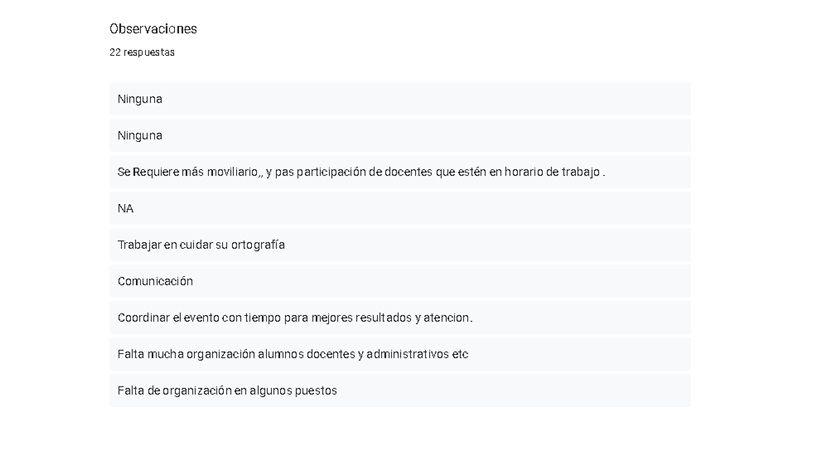 Observaciones
22 respuestas
Ninguna
Ninguna
Se Requiere más moviliario,, y pas participación de docentes que estén en horario de trabajo .
NA
Trabajar en cuidar su ortografía
Comunicación
Coordinar el evento con tiempo para mejores resultados y atencion.
Falta mucha organización alumnos docentes y administrativos etc
Falta de organización en algunos puestos